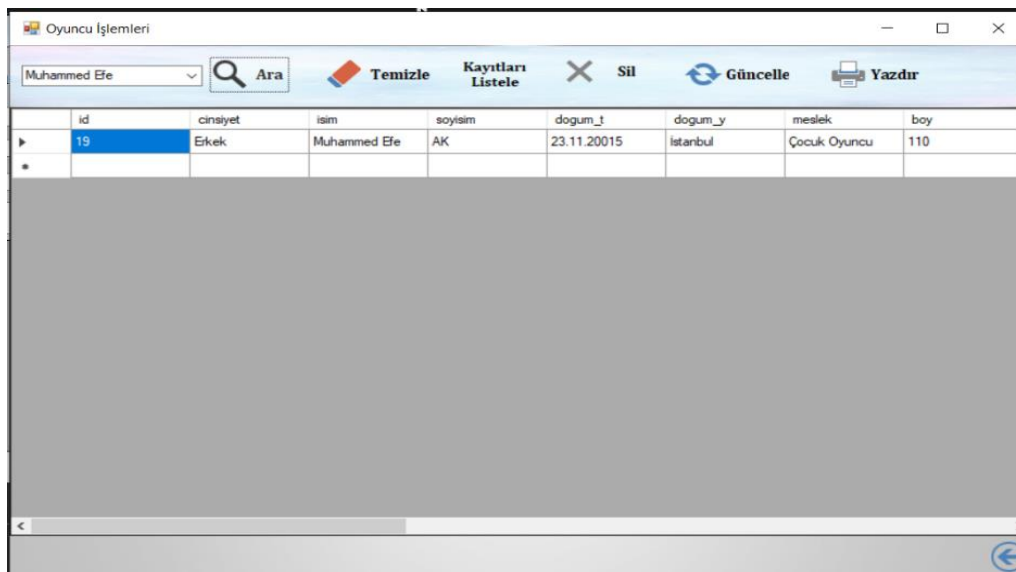 Oyuncu İşlemleri
Muhammed Efe Ara Temizle Kayıtları Listele Sil Güncelle Yazdır
id cinsiyet isim soyisim dogum_t dogum_y meslek boy
19 Erkek Muhammed Efe AK 23.11.20015 İstanbul Çocuk Oyuncu 110